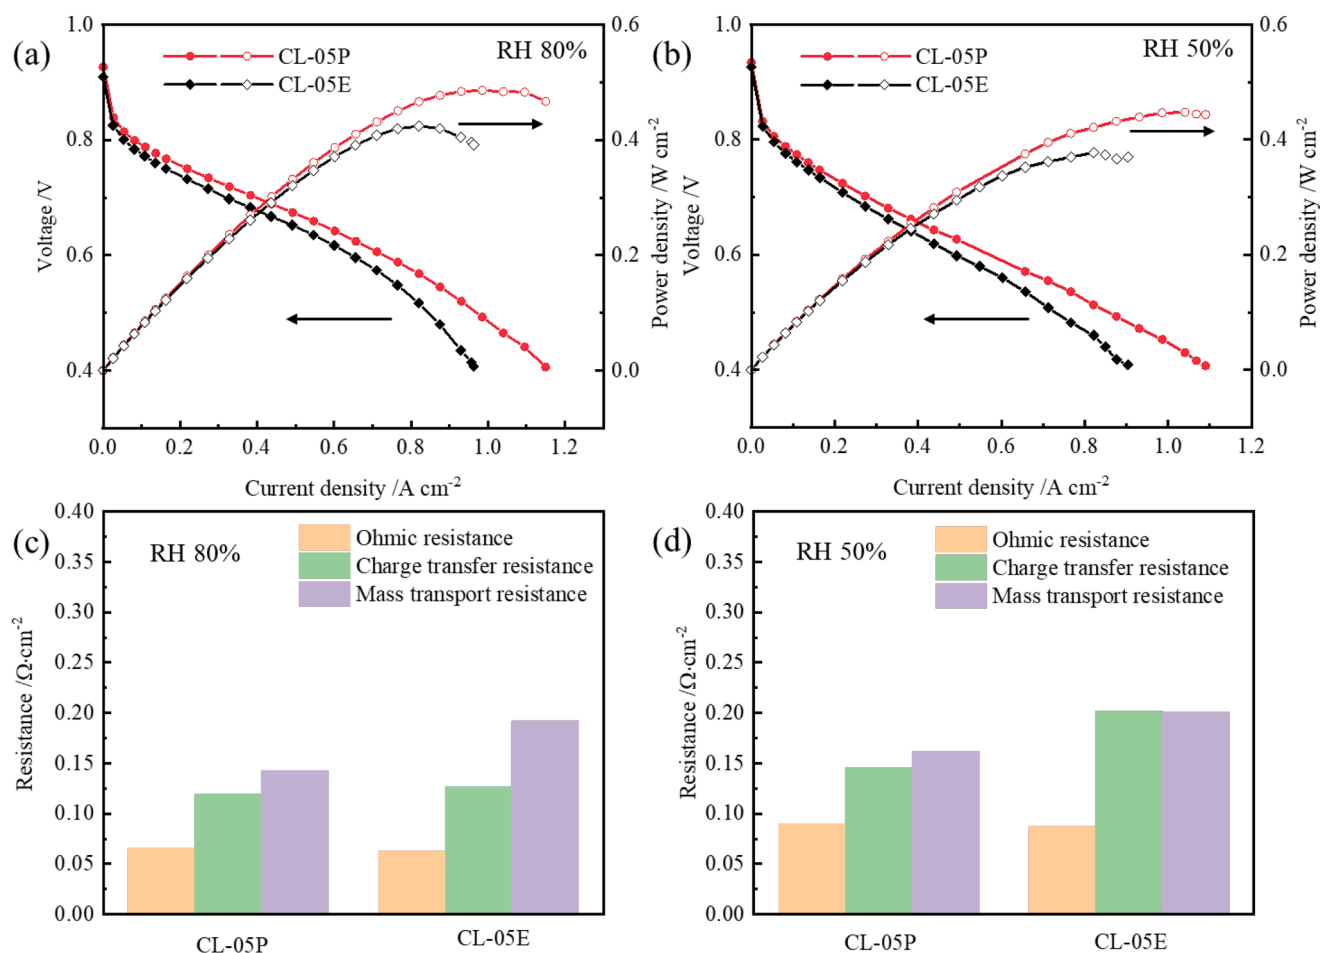 (a)
RH 80%
CL-05P
CL-05E
1.0
0.8
0.6
0.4
Voltage /V
0.6
0.4
0.2
0.0
Power density /W cm-2
0.0
0.2
0.4
0.6
0.8
1.0
1.2
Current density /A cm-2
(b)
RH 50%
CL-05P
CL-05E
1.0
0.8
0.6
0.4
Voltage /V
0.6
0.4
0.2
0.0
Power density /W cm-2
0.0
0.2
0.4
0.6
0.8
1.0
1.2
Current density /A cm-2
(c)
RH 80%
Ohmic resistance
Charge transfer resistance
Mass transport resistance
0.40
0.35
0.30
0.25
0.20
0.15
0.10
0.05
0.00
Resistance /Ω·cm-2
CL-05P
CL-05E
(d)
RH 50%
Ohmic resistance
Charge transfer resistance
Mass transport resistance
0.40
0.35
0.30
0.25
0.20
0.15
0.10
0.05
0.00
Resistance /Ω·cm-2
CL-05P
CL-05E